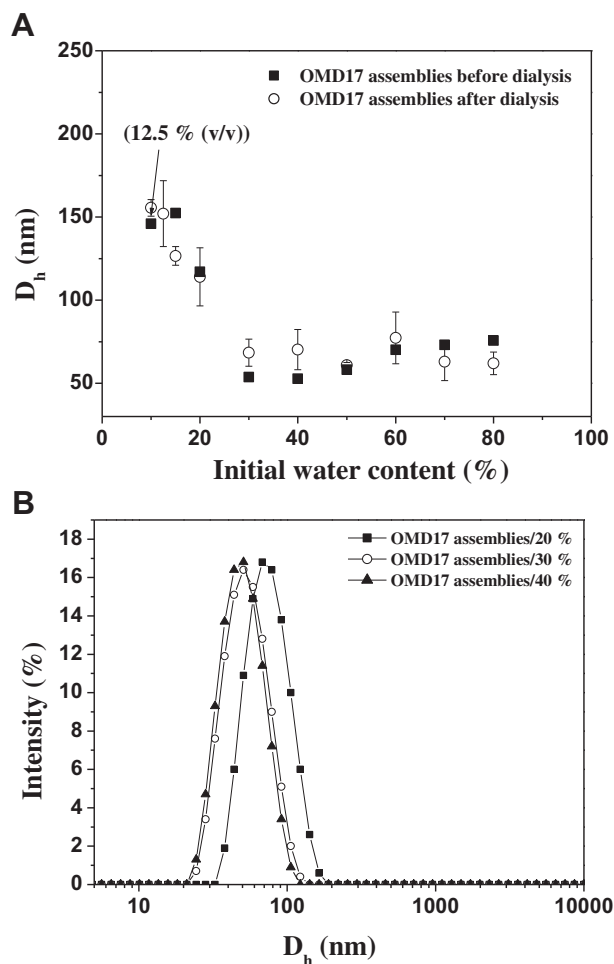 A
250
200
150
100
50
0
20
40
60
80
100
D_h (nm)
Initial water content (%)
OMD17 assemblies before dialysis
OMD17 assemblies after dialysis
(12.5 % (v/v))
B
18
16
14
12
10
8
6
4
2
0
10
100
1000
10000
Intensity (%)
D_h (nm)
OMD17 assemblies/20 %
OMD17 assemblies/30 %
OMD17 assemblies/40 %